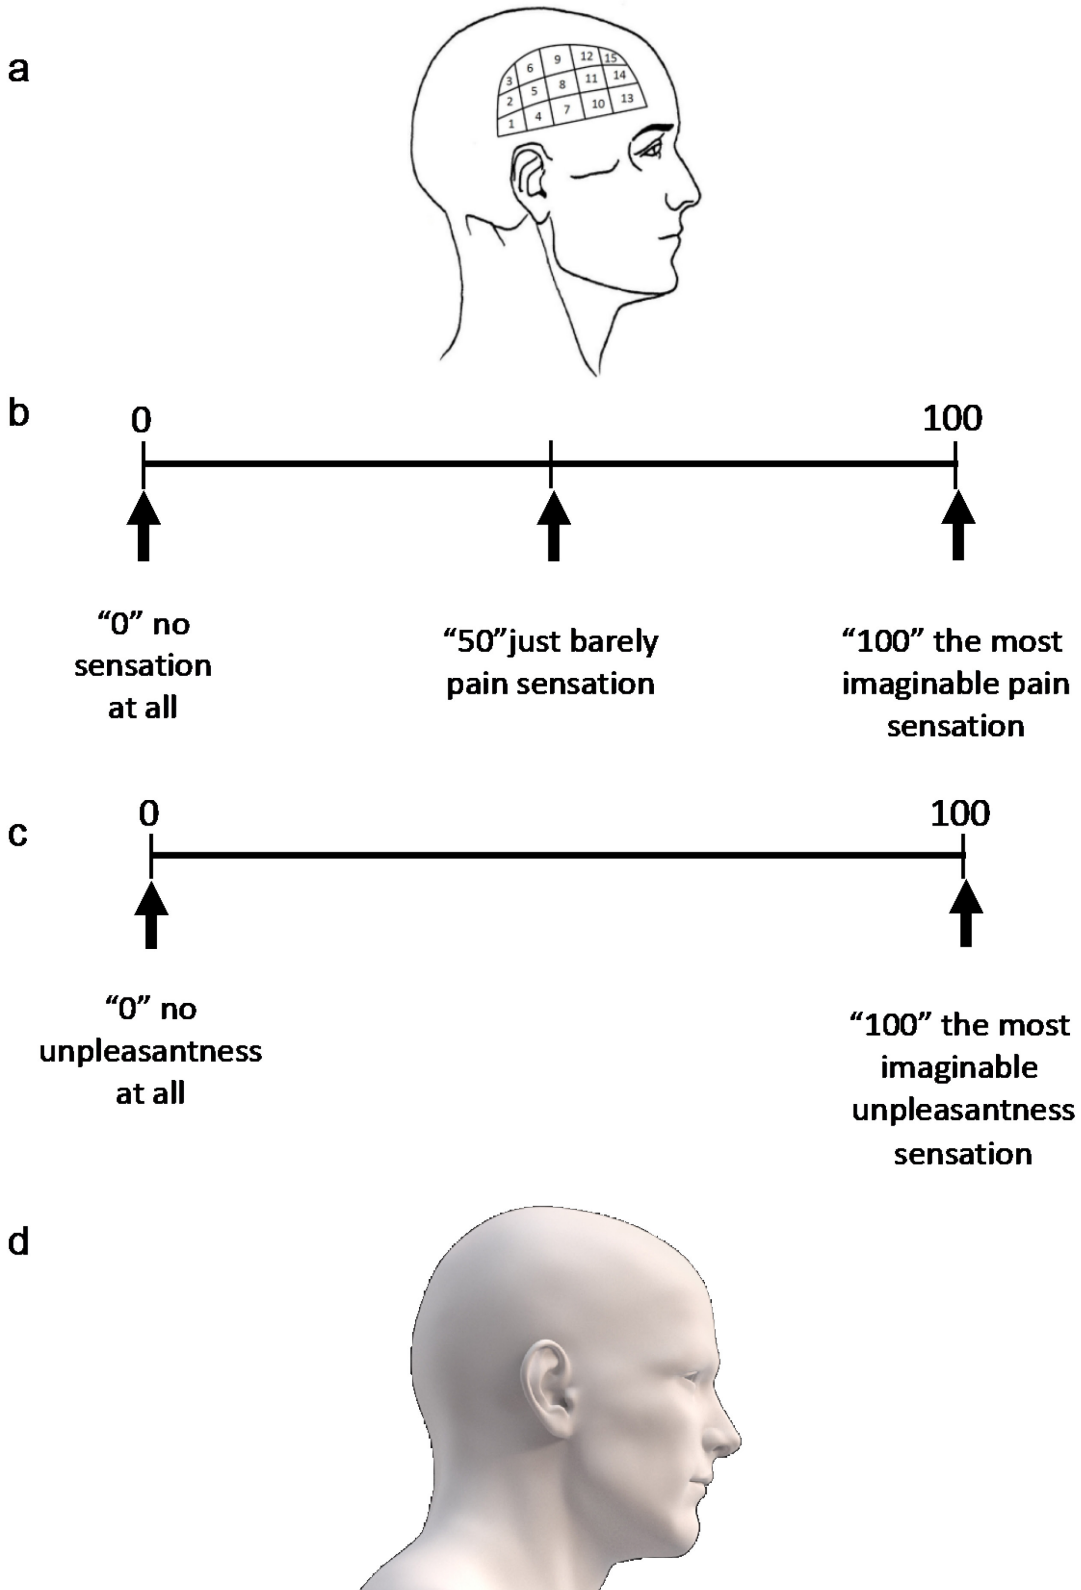 a
3 6 9 12 15
2 5 8 11 14
1 4 7 10 13
b
0 100
“0” no
sensation
at all
“50”just barely
pain sensation
“100” the most
imaginable pain
sensation
c
0 100
“0” no
unpleasantness
at all
“100” the most
imaginable
unpleasantness
sensation
d